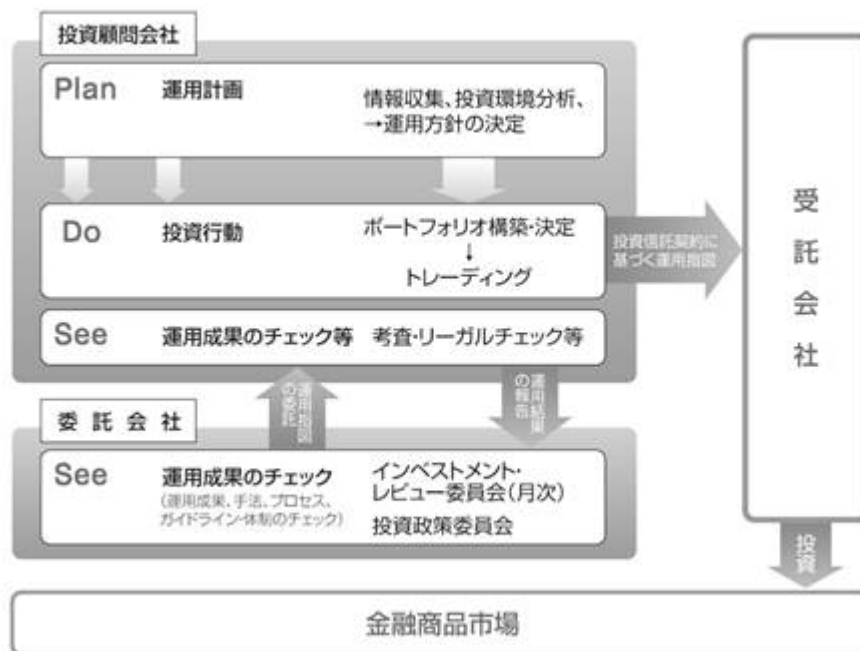 投資顧問会社
Plan 運用計画 情報収集、投資環境分析、
→運用方針の決定
Do 投資行動 ポートフォリオ構築・決定
↓
トレーディング
投資信託契約に
基づく運用指図
See 運用成果のチェック等 考査・リーガルチェック等
運用指図
の委託
運用結果
の報告
委託会社
See 運用成果のチェック インベストメント・
(運用成果、手法、プロセス、 レビュー委員会(月次)
ガイドライン・体制のチェック)
投資政策委員会
受託会社
投資
金融商品市場